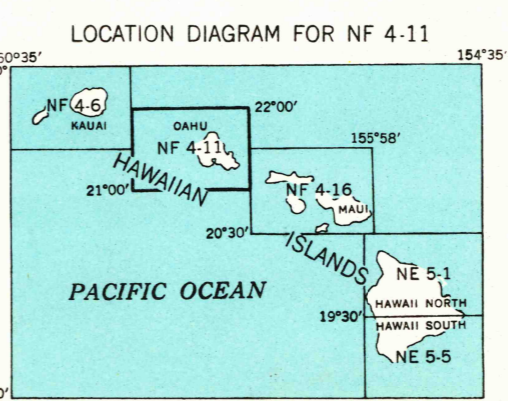 LOCATION DIAGRAM FOR NF 4-11
60°35′
154°35′
NF 4-6
KAUAI
22°00′
OAHU
NF 4-11
155°58′
HAWAIIAN
21°00′
NF 4-16
MAUI
20°30′
ISLANDS
NE 5-1
PACIFIC OCEAN
HAWAII NORTH
19°30′
HAWAII SOUTH
NE 5-5